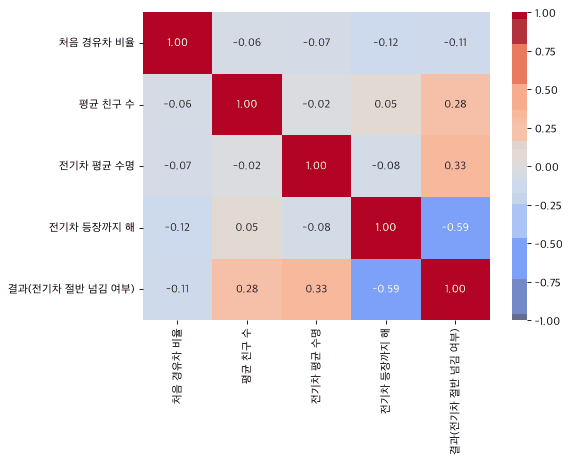 처음 경유차 비율 1.00 -0.06 -0.07 -0.12 -0.11
평균 친구 수 -0.06 1.00 -0.02 0.05 0.28
전기차 평균 수명 -0.07 -0.02 1.00 -0.08 0.33
전기차 등장까지 해 -0.12 0.05 -0.08 1.00 -0.59
결과(전기차 절반 넘김 여부) -0.11 0.28 0.33 -0.59 1.00
처음 경유차 비율
평균 친구 수
전기차 평균 수명
전기차 등장까지 해
결과(전기차 절반 넘김 여부)
1.00
0.75
0.50
0.25
0.00
-0.25
-0.50
-0.75
-1.00